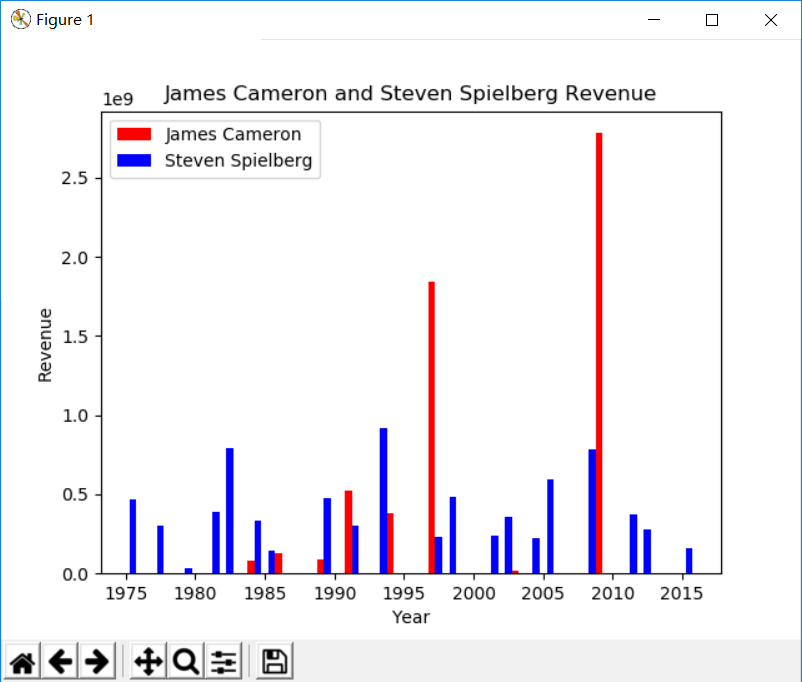 Figure 1
James Cameron and Steven Spielberg Revenue
1e9
James Cameron
Steven Spielberg
2.5
2.0
1.5
1.0
0.5
0.0
Revenue
1975 1980 1985 1990 1995 2000 2005 2010 2015
Year